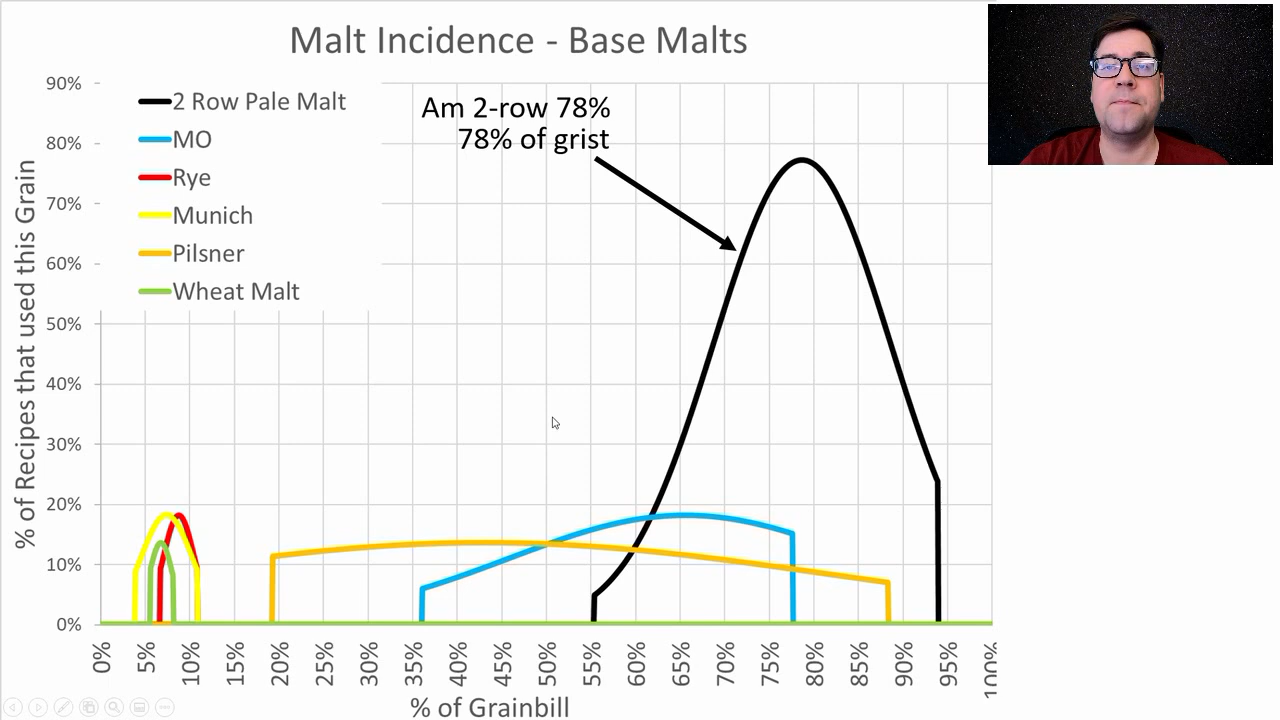 Malt Incidence - Base Malts
% of Recipes that used this Grain
90%
80%
70%
60%
50%
40%
30%
20%
10%
0%
2 Row Pale Malt
MO
Rye
Munich
Pilsner
Wheat Malt
Am 2-row 78%
78% of grist
0%
5%
10%
15%
20%
25%
30%
35%
40%
45%
50%
55%
60%
65%
70%
75%
80%
85%
90%
95%
100%
% of Grainbill